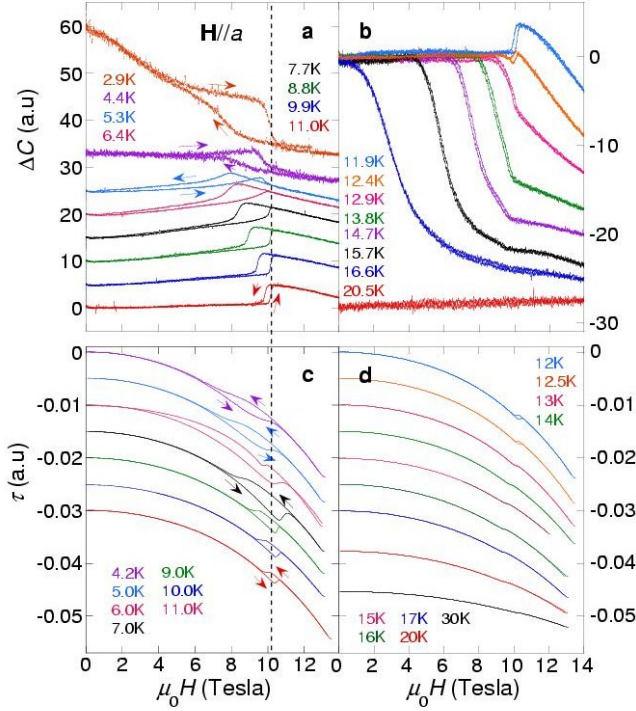 60
50
40
30
20
10
0
ΔC (a.u)
H//a
a
2.9K
4.4K
5.3K
6.4K
7.7K
8.8K
9.9K
11.0K
b
11.9K
12.4K
12.9K
13.8K
14.7K
15.7K
16.6K
20.5K
0
-10
-20
-30
0
-0.01
-0.02
-0.03
-0.04
-0.05
τ (a.u)
c
4.2K 9.0K
5.0K 10.0K
6.0K 11.0K
7.0K
d
12K
12.5K
13K
14K
15K 17K 30K
16K 20K
0
-0.01
-0.02
-0.03
-0.04
-0.05
0 2 4 6 8 10 12 0 2 4 6 8 10 12 14
μ₀H (Tesla) μ₀H (Tesla)